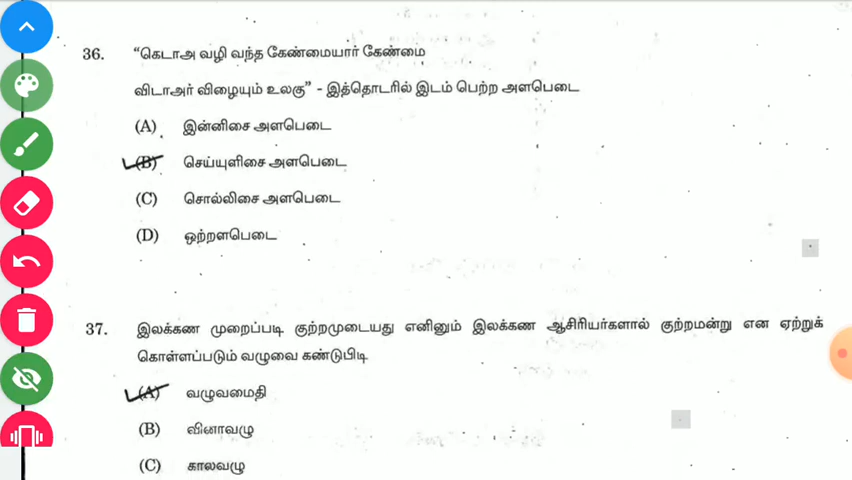 36. “கெடாஅ வழி வந்த கேண்மையார் கேண்மை
விடாஅர் விழையும் உலகு” - இத்தொடரில் இடம் பெற்ற அளபெடை
(A) இன்னிசை அளபெடை
(B) செய்யுளிசை அளபெடை
(C) சொல்லிசை அளபெடை
(D) ஒற்றளபெடை
37. இலக்கண முறைப்படி குற்றமுடையது எனினும் இலக்கண ஆசிரியர்களால் குற்றமன்று என ஏற்றுக்
கொள்ளப்படும் வழுவை கண்டுபிடி
(A) வழுவமைதி
(B) வினாவழு
(C) காலவழு